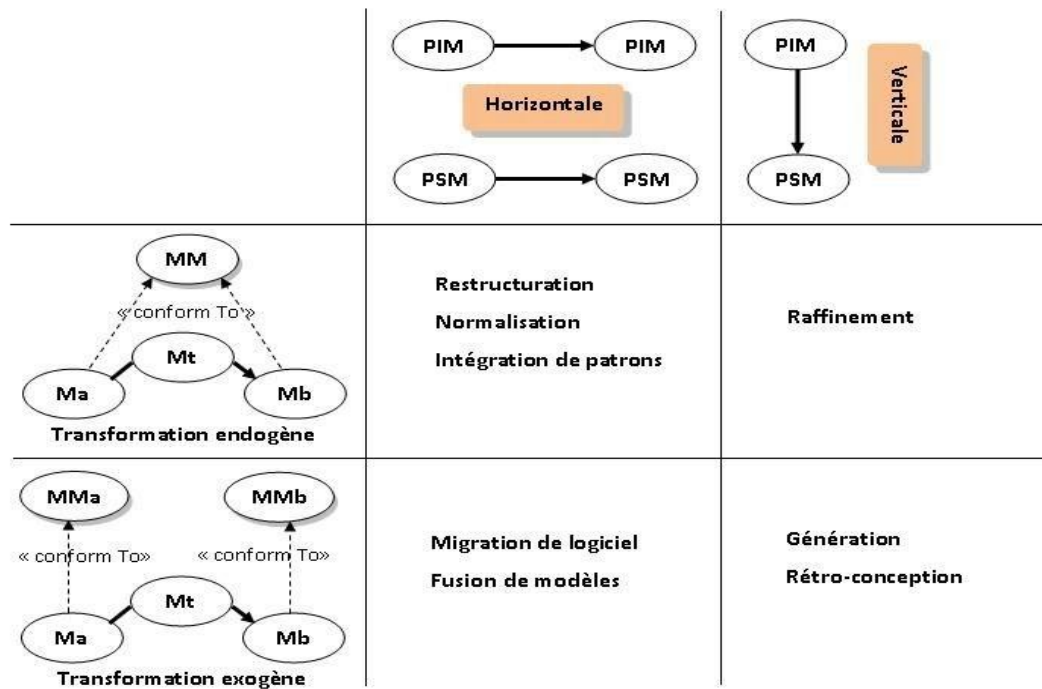 PIM PIM PIM
Horizontale
Verticale
PSM PSM PSM
MM
« conform To »
Mt
Ma Mb
Transformation endogène
Restructuration
Normalisation
Intégration de patrons
Raffinement
MMa MMb
« conform To» « conform To»
Mt
Ma Mb
Transformation exogène
Migration de logiciel
Fusion de modèles
Génération
Rétro-conception